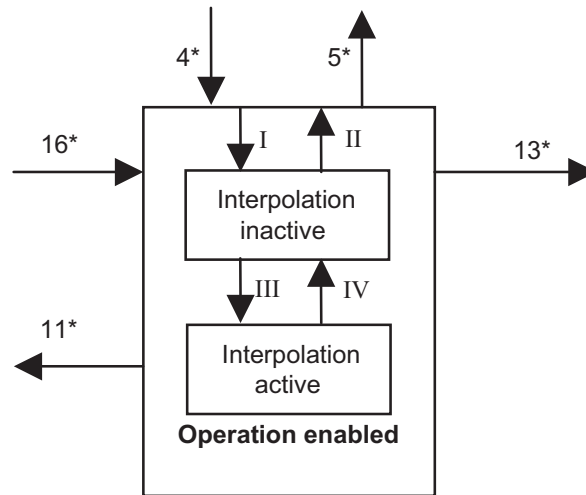 4*
5*
16*
I
II
13*
Interpolation
inactive
III
IV
11*
Interpolation
active
Operation enabled